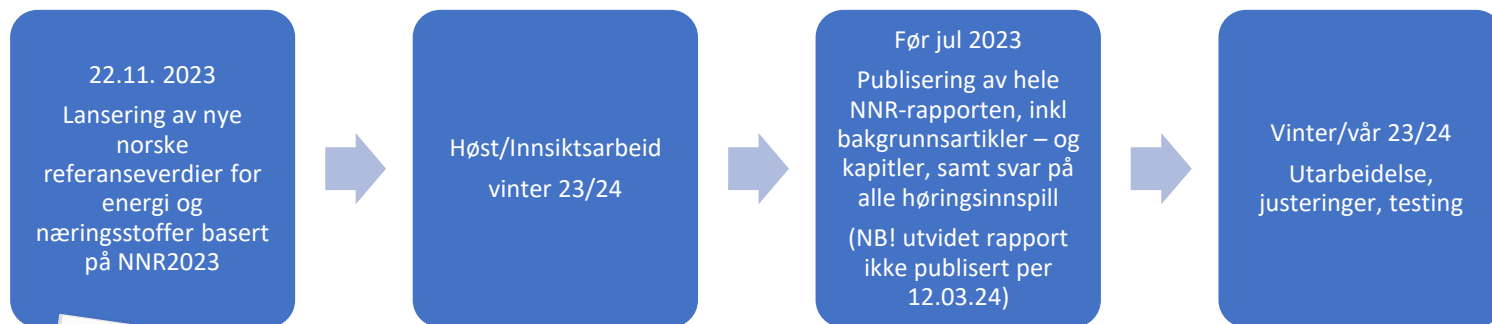 22.11. 2023
Lansering av nye
norske
referanseverdier for
energi og
næringsstoffer basert
på NNR2023
Høst/Innsiktsarbeid
vinter 23/24
Før jul 2023
Publisering av hele
NNR-rapporten, inkl
bakgrunnsartikler – og
kapitler, samt svar på
alle høringsinnspill
(NB! utvidet rapport
ikke publisert per
12.03.24)
Vinter/vår 23/24
Utarbeidelse,
justeringer, testing